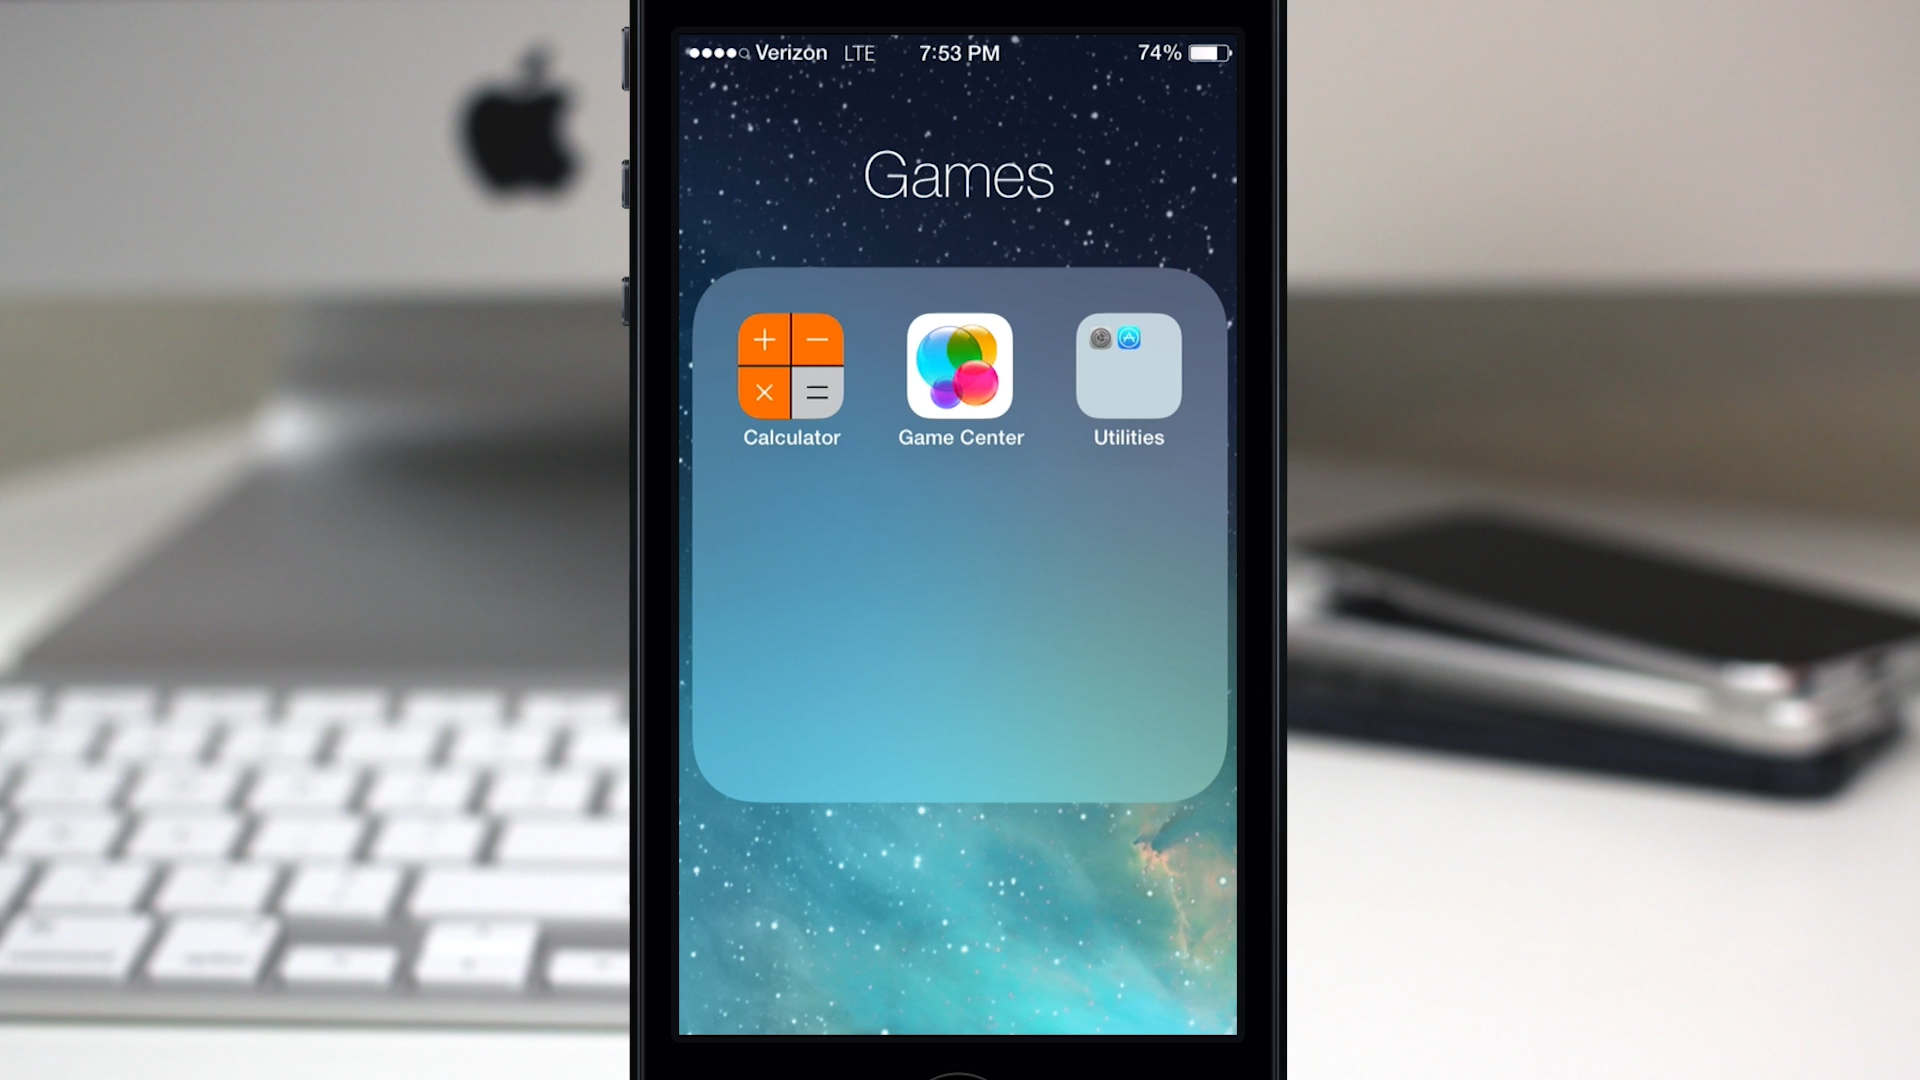 Verizon LTE 7:53 PM 74%
Games
Calculator Game Center Utilities